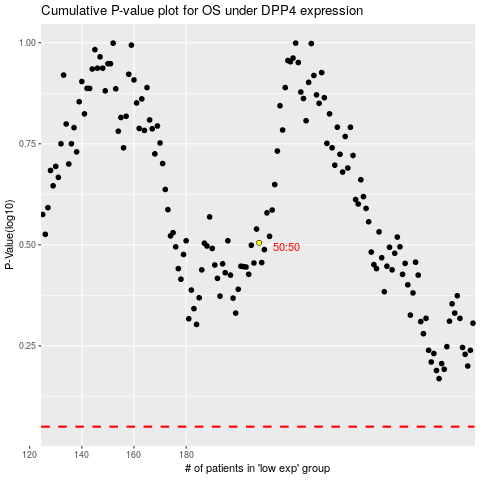 Cumulative P-value plot for OS under DPP4 expression
P-Value(log10)
1.00
0.75
0.50
0.25
50:50
120 140 160 180
# of patients in 'low exp' group